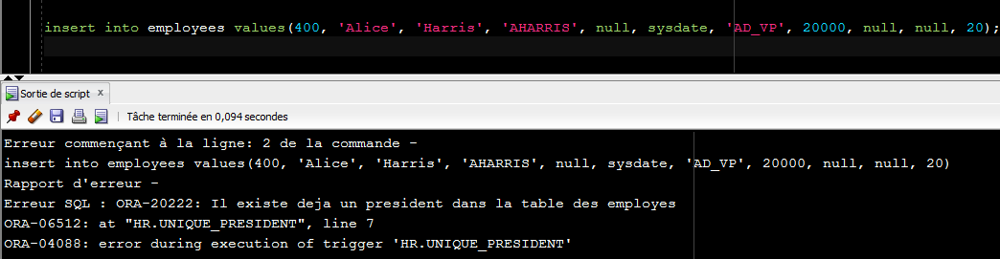 insert into employees values(400, 'Alice', 'Harris', 'AHARRIS', null, sysdate, 'AD_VP', 20000, null, null, 20);
Sortie de script x
Tâche terminée en 0,094 secondes
Erreur commençant à la ligne: 2 de la commande -
insert into employees values(400, 'Alice', 'Harris', 'AHARRIS', null, sysdate, 'AD_VP', 20000, null, null, 20)
Rapport d'erreur -
Erreur SQL : ORA-20222: Il existe deja un president dans la table des employes
ORA-06512: at "HR.UNIQUE_PRESIDENT", line 7
ORA-04088: error during execution of trigger 'HR.UNIQUE_PRESIDENT'